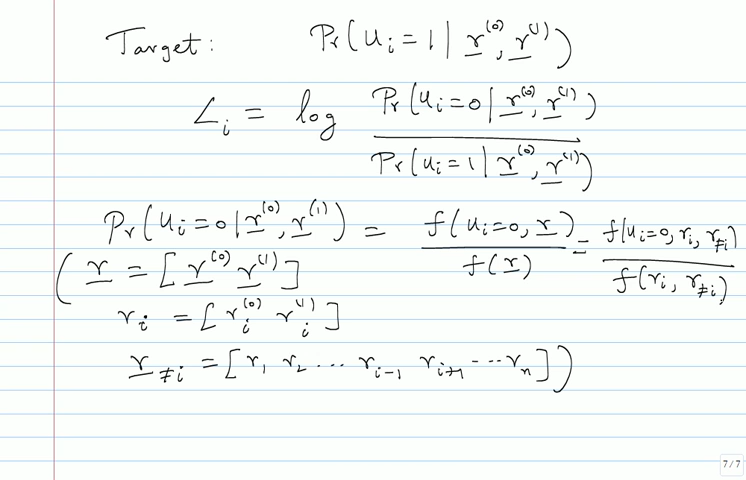 Target: Pr(u_i = 1 | r^(0), r^(1))
L_i = log Pr(u_i = 0 | r^(0), r^(1)) / Pr(u_i = 1 | r^(0), r^(1))
Pr(u_i = 0 | r^(0), r^(1)) = f(u_i = 0, r) / f(r) = f(u_i = 0, r_i, r_≠i) / f(r_i, r_≠i)
( r = [ r^(0) r^(1) ]
r_i = [ r_i^(0) r_i^(1) ]
r_≠i = [ r_1 r_2 ... r_i-1 r_i+1 ... r_n ] )
7/7